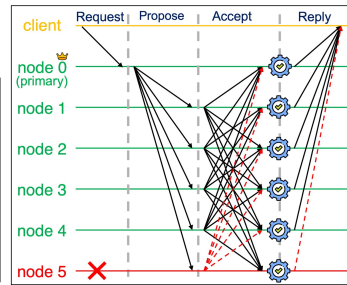 Request Propose Accept Reply
client
node 0
(primary)
node 1
node 2
node 3
node 4
node 5